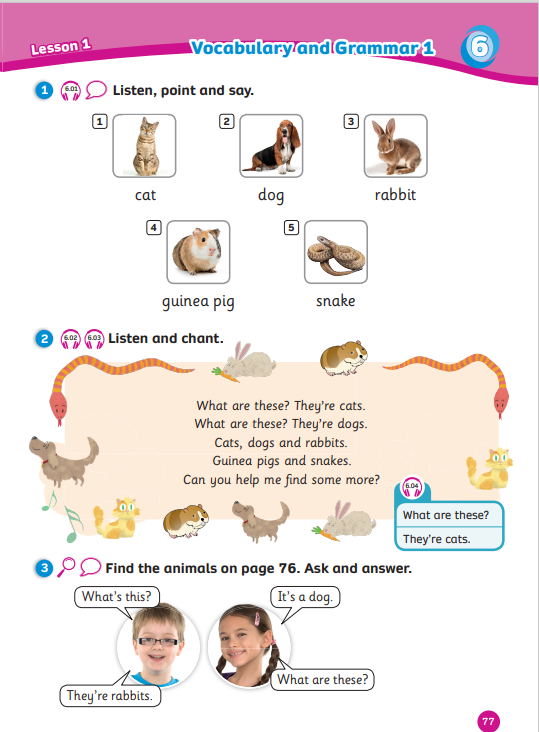 Lesson 1
Vocabulary and Grammar 1
6
1 6.01 Listen, point and say.
1
2
3
cat
dog
rabbit
4
5
guinea pig
snake
2 6.02 6.03 Listen and chant.
What are these? They're cats.
What are these? They're dogs.
Cats, dogs and rabbits.
Guinea pigs and snakes.
Can you help me find some more?
6.04
What are these?
They're cats.
3 Find the animals on page 76. Ask and answer.
What's this?
It's a dog.
What are these?
They're rabbits.
77